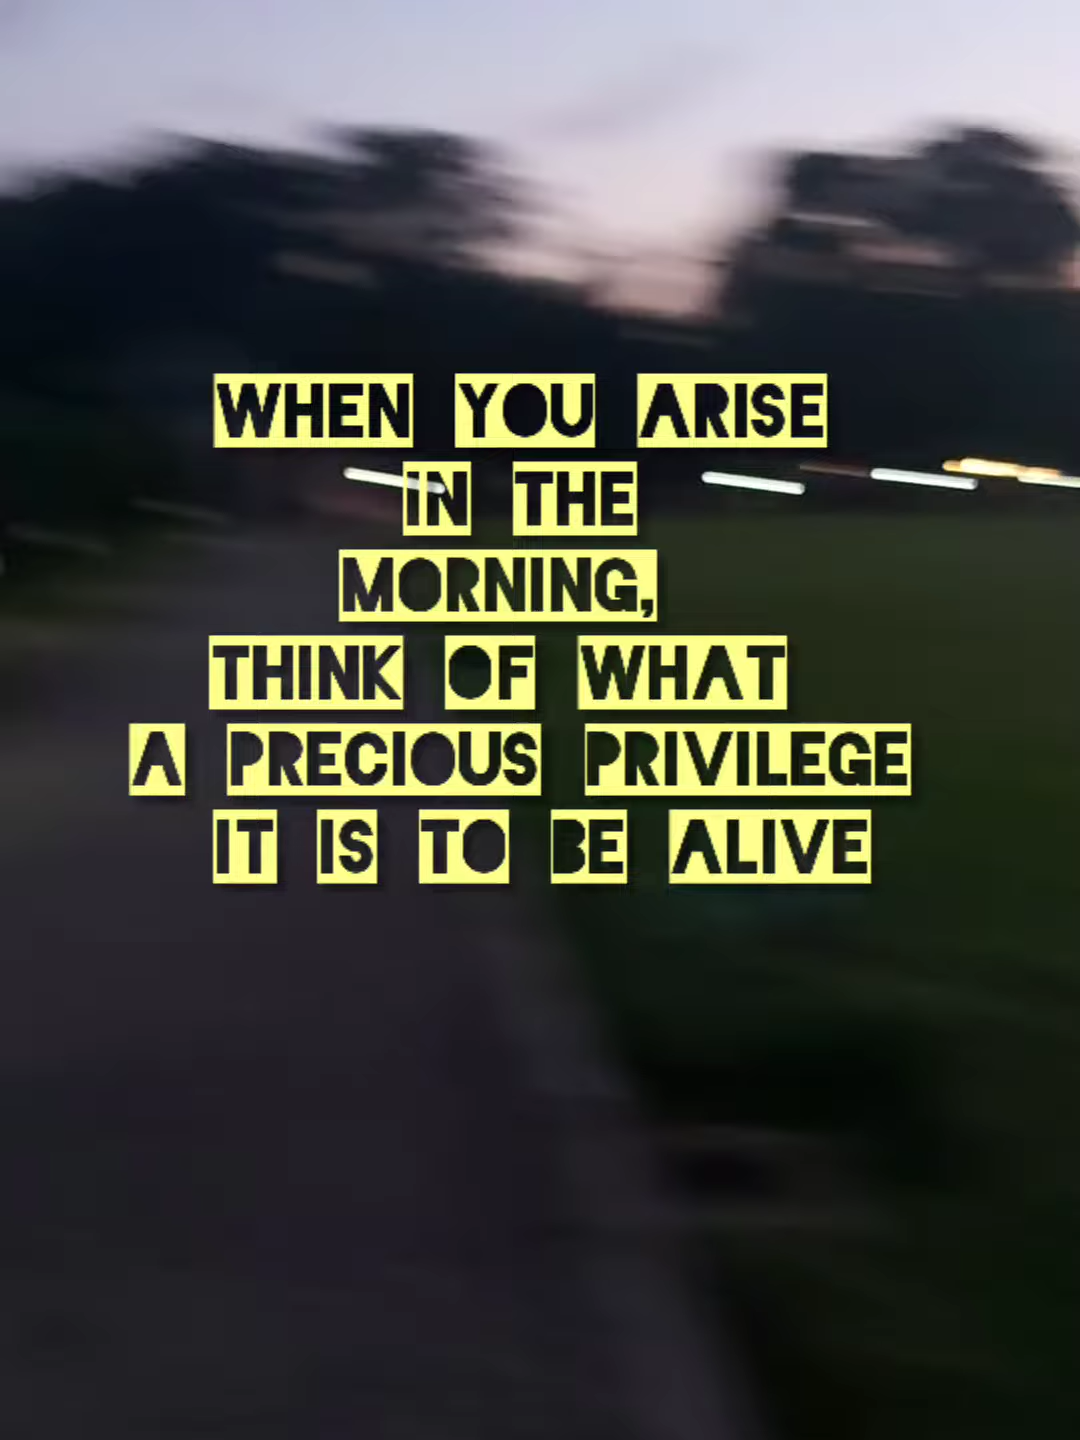 WHEN YOU ARISE
IN THE
MORNING,
THINK OF WHAT
A PRECIOUS PRIVILEGE
IT IS TO BE ALIVE